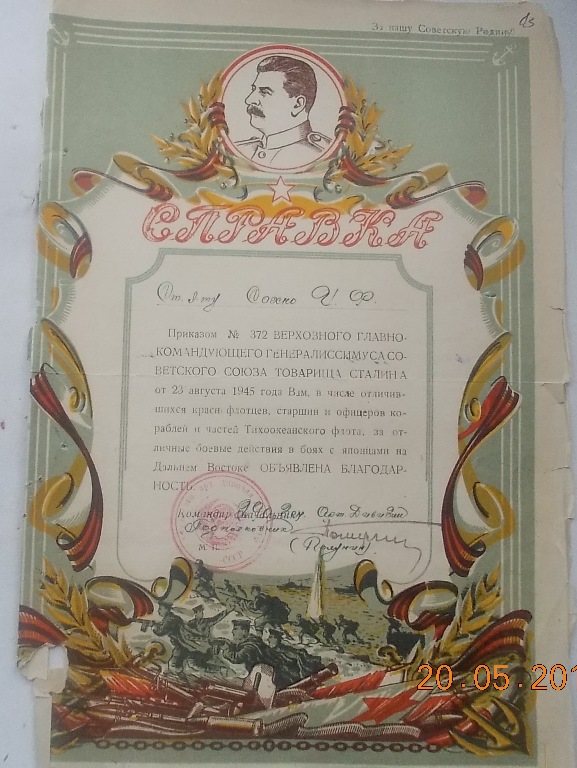 За нашу Советскую Родину!
СПРАВКА
И. Ф.
Приказом № 372 ВЕРХОВНОГО ГЛАВНО-
КОМАНДУЮЩЕГО ГЕНЕРАЛИССИМУСА СО-
ВЕТСКОГО СОЮЗА ТОВАРИЩА СТАЛИНА
от 23 августа 1945 года Вам, в числе отличив-
шихся краснофлотцев, старшин и офицеров ко-
раблей и частей Тихоокеанского флота, за от-
личные боевые действия в боях с японцами на
Дальнем Востоке ОБЪЯВЛЕНА БЛАГОДАР-
НОСТЬ.
Командир
Подполковник
М. П.
20.05.201